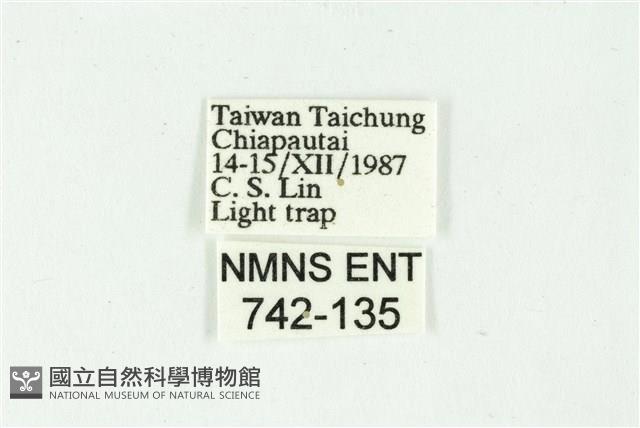 Taiwan Taichung
Chiapautai
14-15/XII/1987
C. S. Lin
Light trap
NMNS ENT
742-135
國立自然科學博物館
NATIONAL MUSEUM OF NATURAL SCIENCE